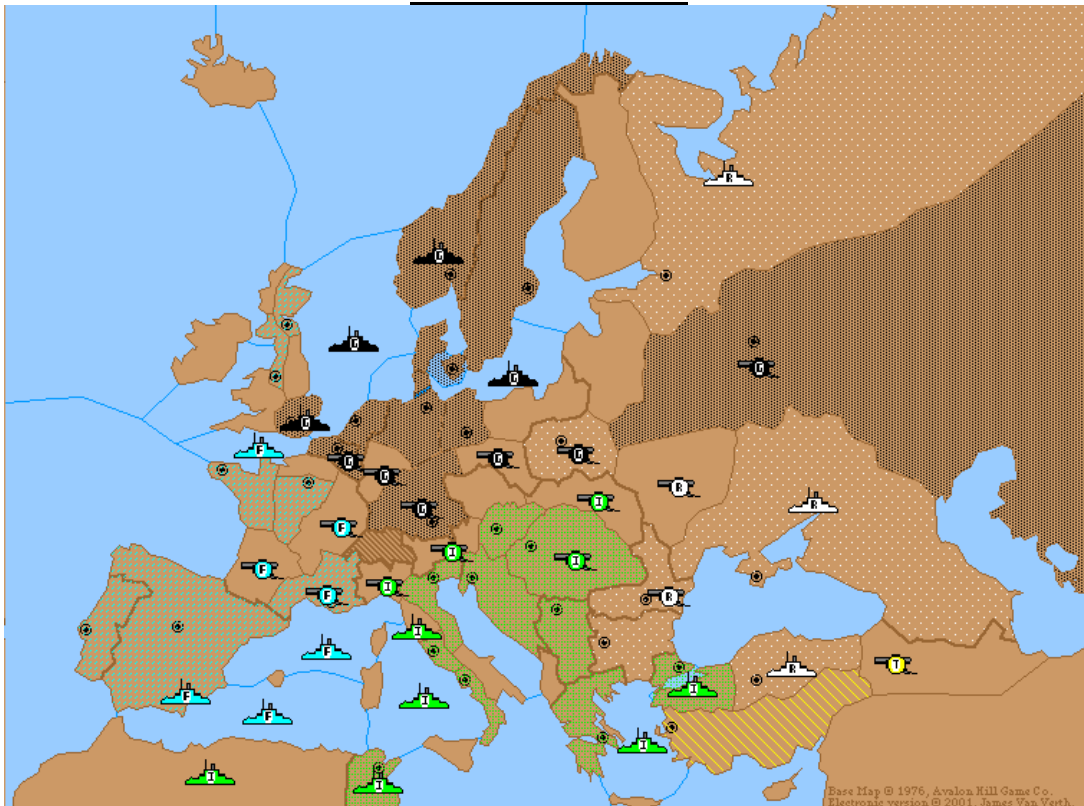 R
G
G
G
G
G
F
G
G
G
G
R
I
R
G
F
I
I
F
I
F
R
I
F
T
R
I
F
I
F
I
I
I
Base Map © 1976, Avalon Hill Game Co.
Electronic version © 2001, James Van Verth